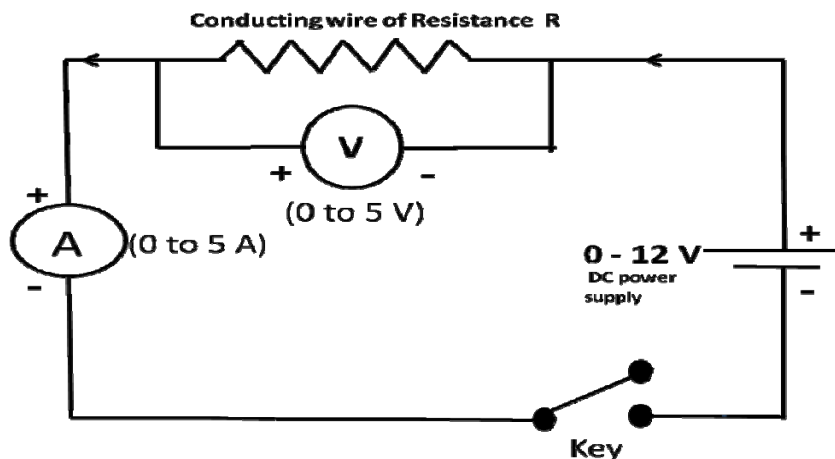 Conducting wire of Resistance R
V
+ -
(0 to 5 V)
+
A (0 to 5 A)
-
0 - 12 V
+
DC power
supply
-
Key